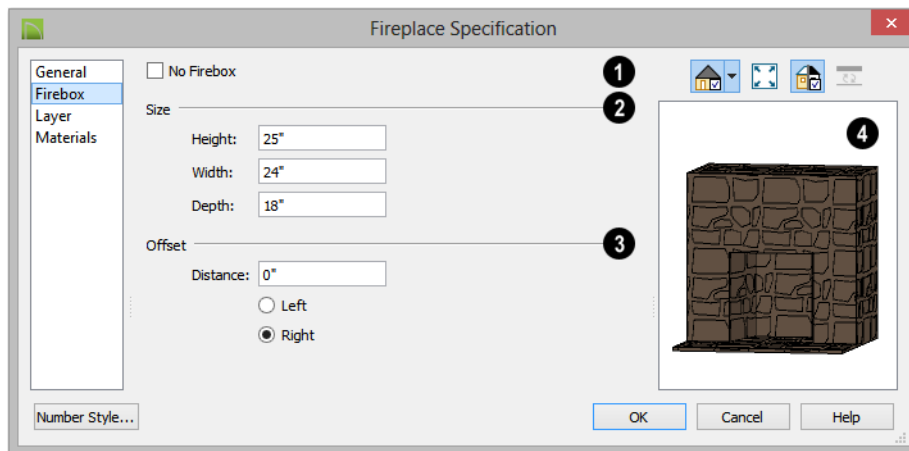 Fireplace Specification
General
Firebox
Layer
Materials
No Firebox
1
Size
2
Height: 25"
Width: 24"
Depth: 18"
Offset
3
Distance: 0"
Left
Right
4
Number Style...
OK
Cancel
Help